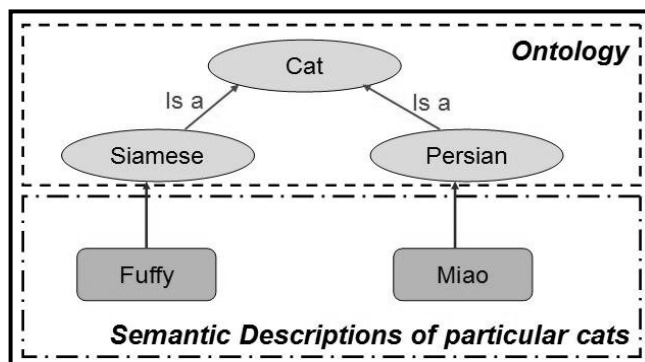 Ontology
Cat
Is a Is a
Siamese Persian
Fuffy Miao
Semantic Descriptions of particular cats